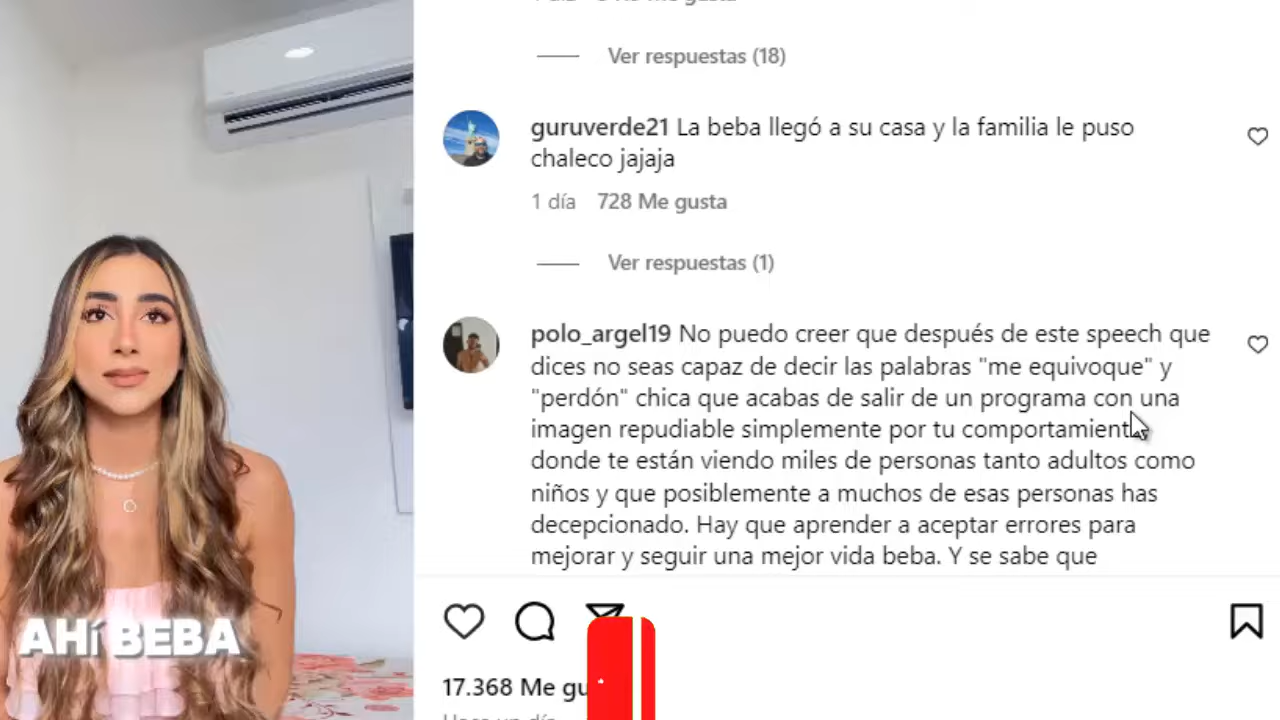 Ver respuestas (18)
guruverde21 La beba llegó a su casa y la familia le puso
chaleco jajaja
1 día 728 Me gusta
Ver respuestas (1)
polo_argel19 No puedo creer que después de este speech que
dices no seas capaz de decir las palabras "me equivoque" y
"perdón" chica que acabas de salir de un programa con una
imagen repudiable simplemente por tu comportamiento
donde te están viendo miles de personas tanto adultos como
niños y que posiblemente a muchos de esas personas has
decepcionado. Hay que aprender a aceptar errores para
mejorar y seguir una mejor vida beba. Y se sabe que
AHí BEBA
17.368 Me gu